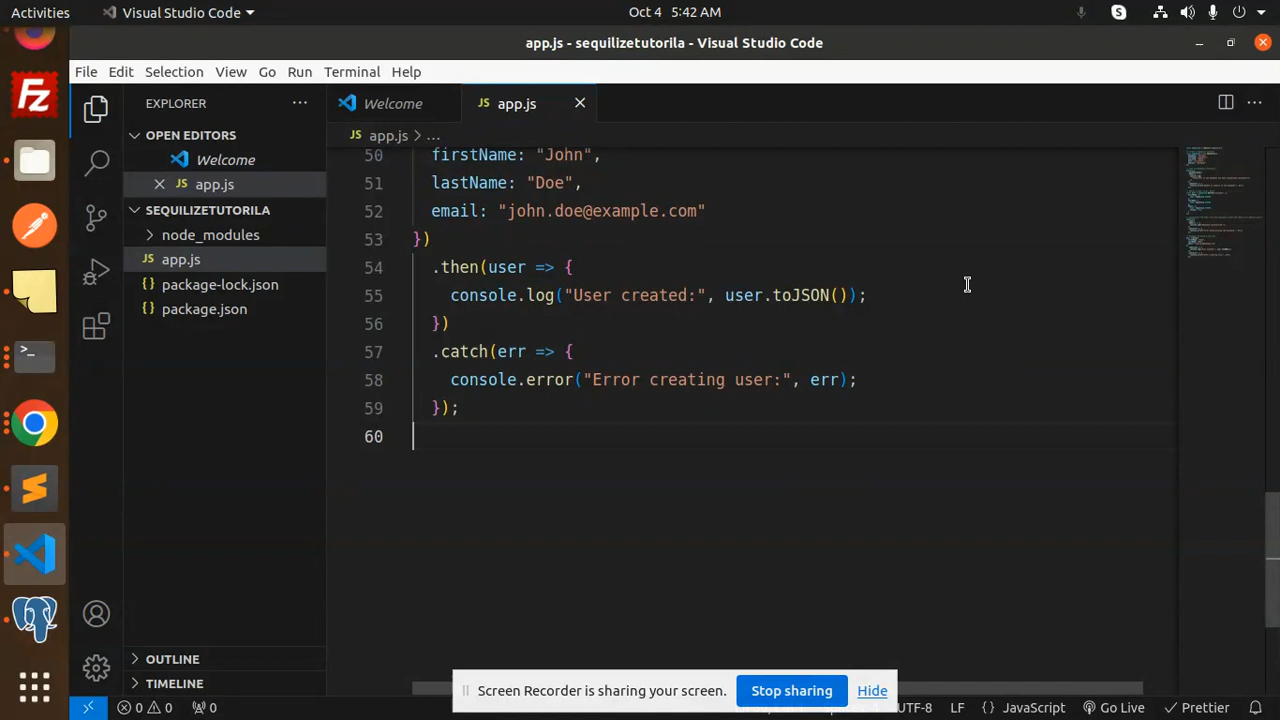 Activities
Visual Studio Code
Oct 4 5:42 AM
app.js - sequilizetutorila - Visual Studio Code
File Edit Selection View Go Run Terminal Help
EXPLORER
Welcome
JS app.js
JS app.js > ...
OPEN EDITORS
Welcome
JS app.js
SEQUILIZETUTORILA
node_modules
JS app.js
{} package-lock.json
{} package.json
50 firstName: "John",
51 lastName: "Doe",
52 email: "john.doe@example.com"
53 })
54 .then(user => {
55 console.log("User created:", user.toJSON());
56 })
57 .catch(err => {
58 console.error("Error creating user:", err);
59 });
60
OUTLINE
TIMELINE
Screen Recorder is sharing your screen.
Stop sharing
Hide
0 0 0
UTF-8 LF {} JavaScript Go Live Prettier